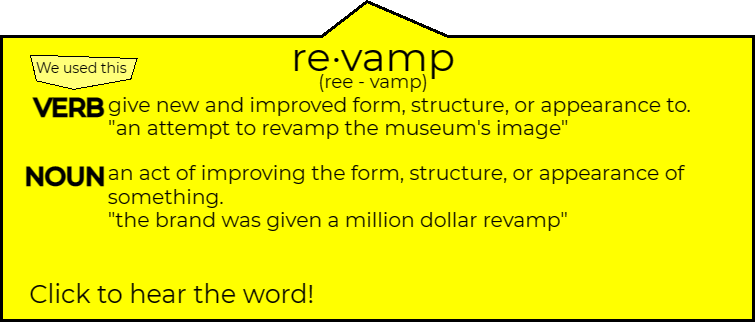 re·vamp
(ree - vamp)
We used this
VERB give new and improved form, structure, or appearance to.
"an attempt to revamp the museum's image"
NOUN an act of improving the form, structure, or appearance of
something.
"the brand was given a million dollar revamp"
Click to hear the word!